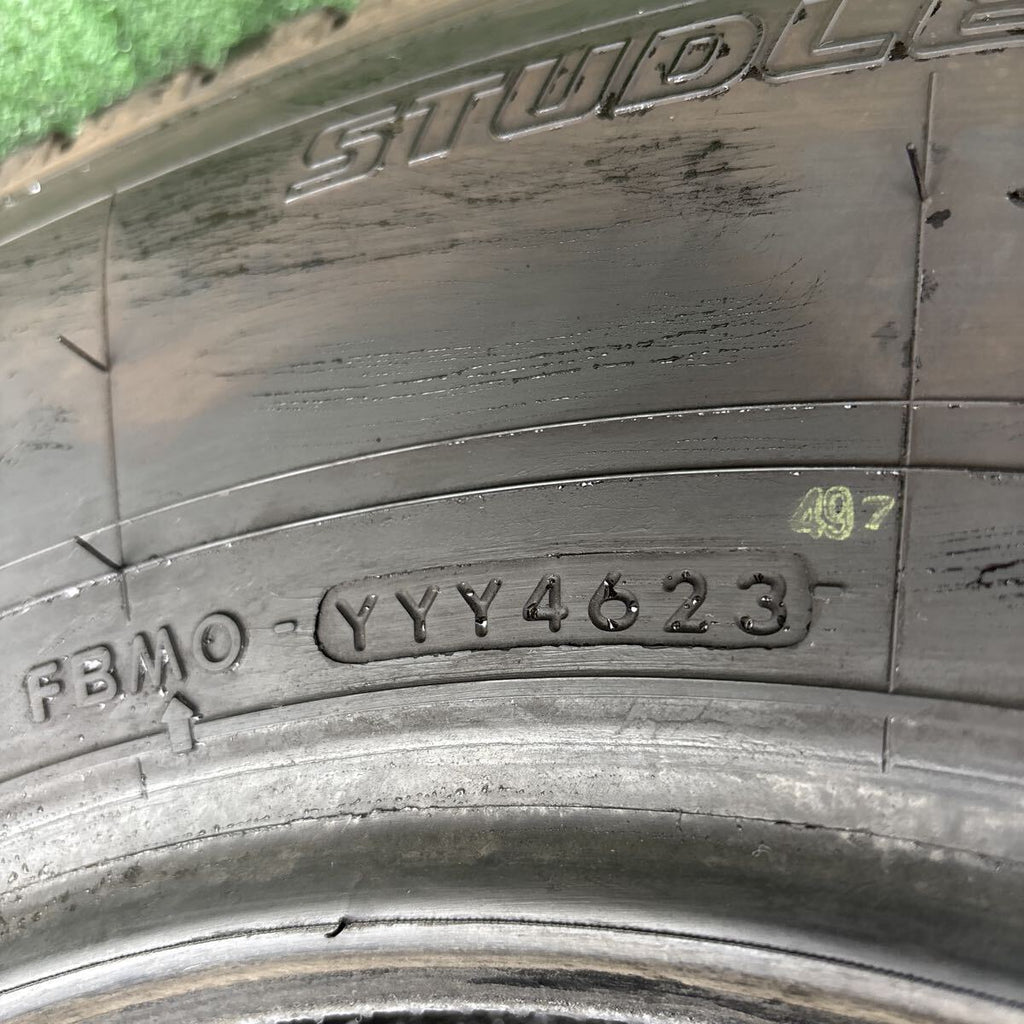 STUDLE
497
FBMO - YYY4623 -